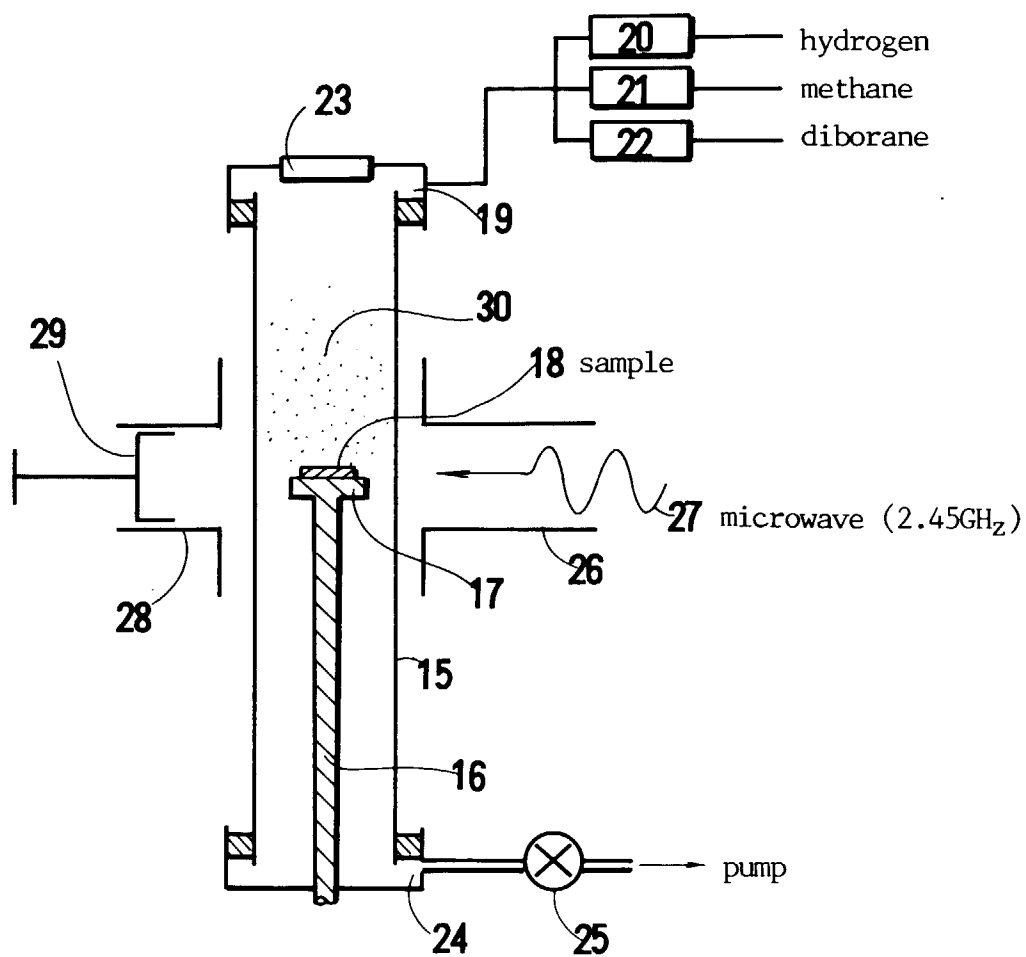 20 hydrogen
21 methane
22 diborane
23
19
30
29
18 sample
27 microwave (2.45GHz)
26
17
28
15
16
pump
24
25